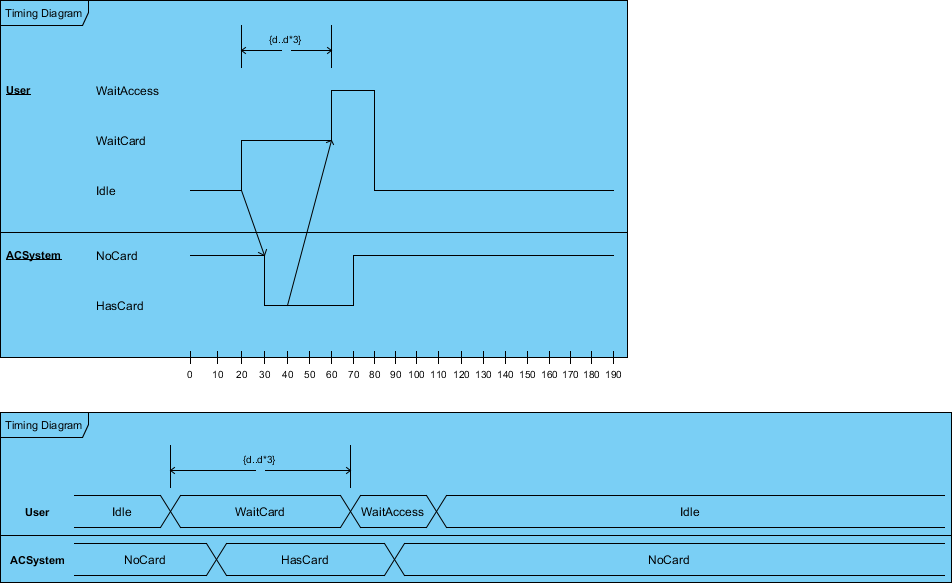 Timing Diagram
{d..d*3}
User WaitAccess
WaitCard
Idle
ACSystem NoCard
HasCard
0 10 20 30 40 50 60 70 80 90 100 110 120 130 140 150 160 170 180 190
Timing Diagram
{d..d*3}
User Idle WaitCard WaitAccess Idle
ACSystem NoCard HasCard NoCard